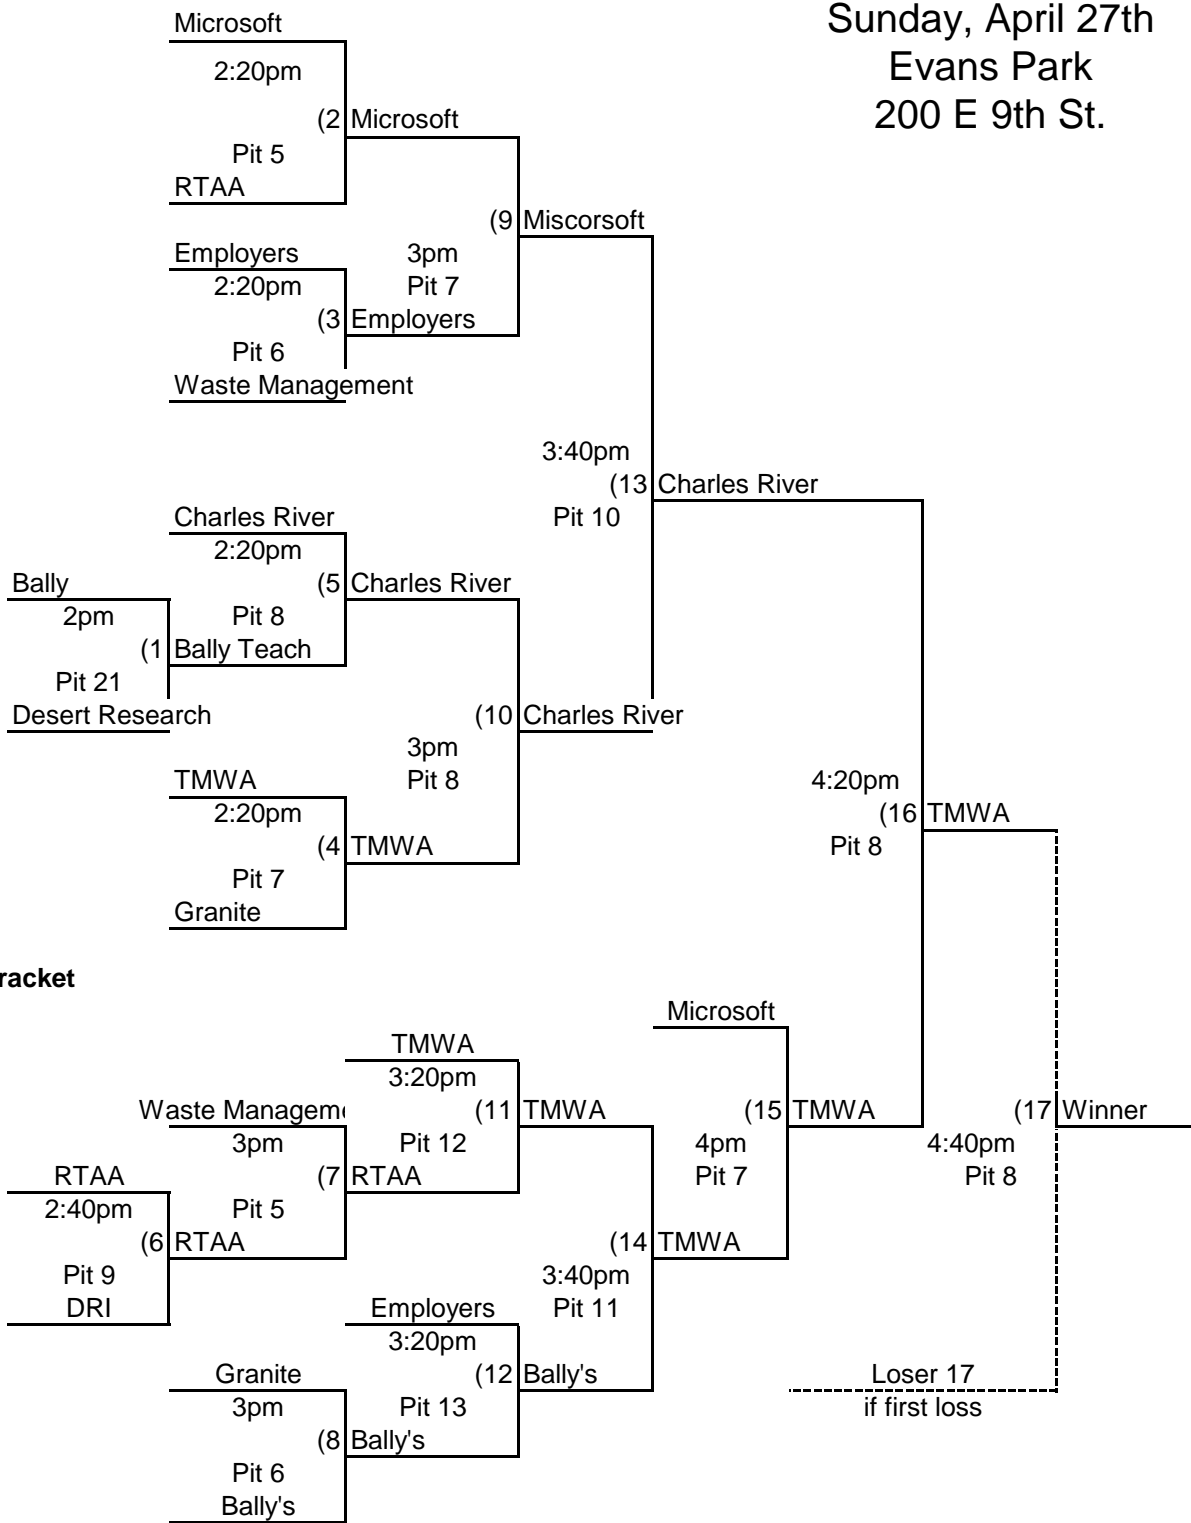 Sunday, April 27th
Evans Park
200 E 9th St.
Microsoft
2:20pm
(2 Microsoft
Pit 5
RTAA
(9 Miscorsoft
Employers
3pm
2:20pm
Pit 7
(3 Employers
Pit 6
Waste Management
3:40pm
(13 Charles River
Pit 10
Charles River
2:20pm
Bally
(5 Charles River
2pm
Pit 8
(1 Bally Teach
Pit 21
Desert Research
(10 Charles River
3pm
TMWA
Pit 8
4:20pm
2:20pm
(16 TMWA
(4 TMWA
Pit 8
Pit 7
Granite
racket
Microsoft
TMWA
3:20pm
Waste Manageme
(11 TMWA
(15 TMWA
(17 Winner
3pm
Pit 12
4pm
4:40pm
RTAA
(7 RTAA
Pit 7
Pit 8
2:40pm
Pit 5
(6 RTAA
(14 TMWA
Pit 9
3:40pm
DRI
Employers
Pit 11
3:20pm
Granite
(12 Bally's
Loser 17
3pm
Pit 13
if first loss
(8 Bally's
Pit 6
Bally's